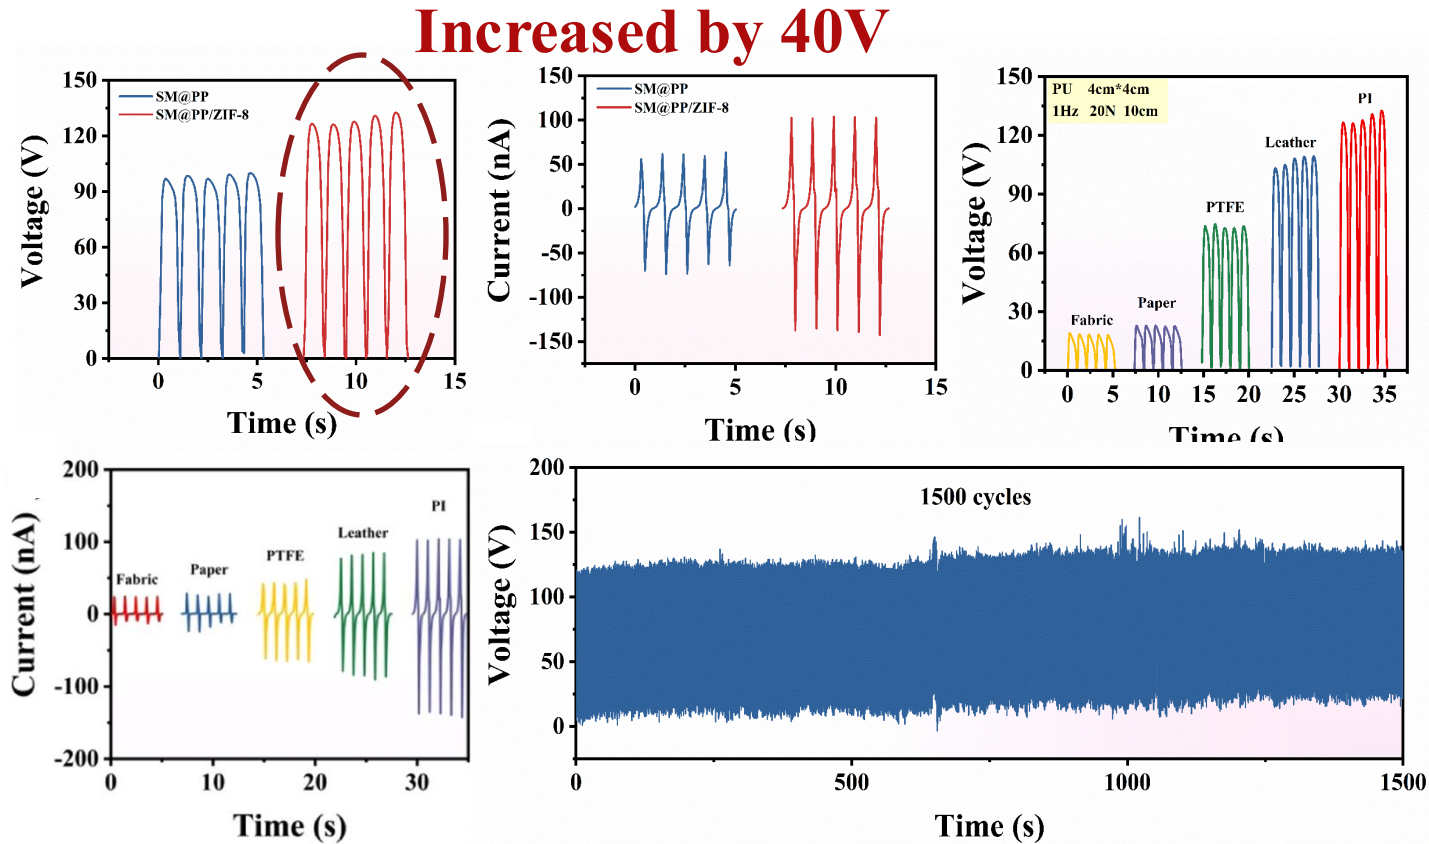 Increased by 40V
150
120
90
60
30
0
Voltage (V)
SM@PP
SM@PP/ZIF-8
0
5
10
15
Time (s)
150
100
50
0
-50
-100
-150
Current (nA)
SM@PP
SM@PP/ZIF-8
0
5
10
15
Time (s)
150
120
90
60
30
0
Voltage (V)
PU 4cm*4cm
1Hz 20N 10cm
Fabric
Paper
PTFE
Leather
PI
0
5
10
15
20
25
30
35
Time (s)
200
100
0
-100
-200
Current (nA)
Fabric
Paper
PTFE
Leather
PI
0
10
20
30
Time (s)
200
150
100
50
0
Voltage (V)
1500 cycles
0
500
1000
1500
Time (s)